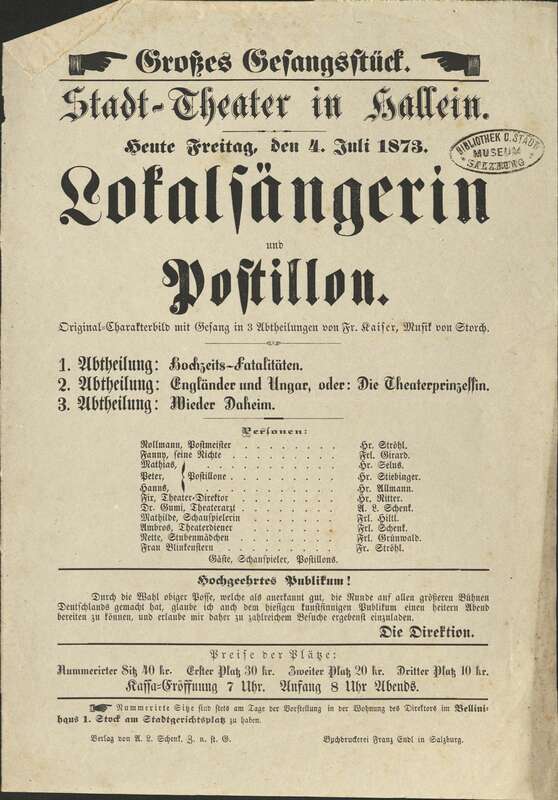 Großes Gesangsstück.
Stadt-Theater in Hallein.
Heute Freitag, den 4. Juli 1873.
BIBLIOTHEK D. STÄDT.
MUSEUM
SALZBURG
Lokalsängerin
und
Postillon.
Original-Charakterbild mit Gesang in 3 Abtheilungen von Fr. Kaiser, Musik von Storch.
1. Abtheilung: Hochzeits-Fatalitäten.
2. Abtheilung: Engländer und Ungar, oder: Die Theaterprinzessin.
3. Abtheilung: Wieder Daheim.
Personen:
Rollmann, Postmeister . . . . . . . . Hr. Ströhl.
Fanny, seine Nichte . . . . . . . . Frl. Girard.
Mathias, . . . . . . . . Hr. Selus.
Peter, Postillone . . . . . . . . Hr. Stiebinger.
Hanns, . . . . . . . . Hr. Allmann.
Fir, Theater-Direktor . . . . . . . . Hr. Ritter.
Dr. Gumi, Theaterarzt . . . . . . . . A. L. Schenk.
Mathilde, Schauspielerin . . . . . . . . Frl. Hiltl.
Ambros, Theaterdiener . . . . . . . . Frl. Schenk.
Nette, Stubenmädchen . . . . . . . . Frl. Grünwald.
Frau Blinkenstern . . . . . . . . Fr. Ströhl.
Gäste, Schauspieler, Postillons.
Hochgeehrtes Publikum!
Durch die Wahl obiger Posse, welche als anerkannt gut, die Runde auf allen größeren Bühnen
Deutschlands gemacht hat, glaube ich auch dem hiesigen kunstsinnigen Publikum einen heitern Abend
bereiten zu können, und erlaube mir daher zu zahlreichem Besuche ergebenst einzuladen.
Die Direktion.
Preise der Plätze:
Nummerirter Sitz 40 kr. Erster Platz 30 kr. Zweiter Platz 20 kr. Dritter Platz 10 kr.
Kassa-Eröffnung 7 Uhr. Anfang 8 Uhr Abends.
Nummerirte Sitze sind stets am Tage der Vorstellung in der Wohnung des Direktors im Bellini-
haus 1. Stock am Stadtgerichtsplatz zu haben.
Verlag von A. L. Schenk, Z. n. st. G. Buchdruckerei Franz Endl in Salzburg.